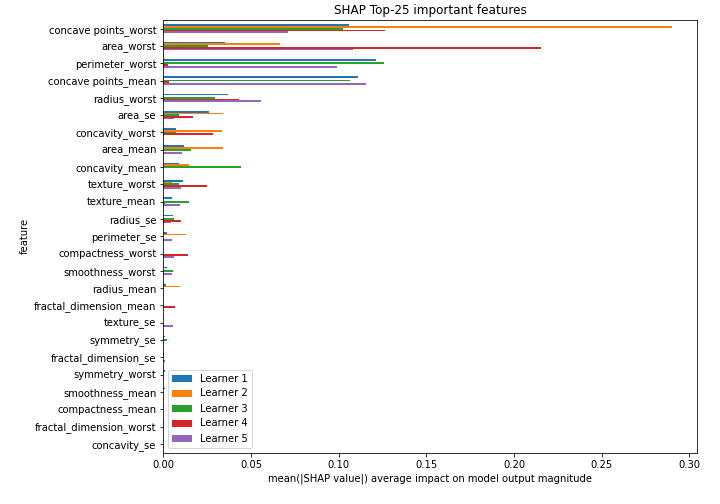 SHAP Top-25 important features
concave points_worst
area_worst
perimeter_worst
concave points_mean
radius_worst
area_se
concavity_worst
area_mean
concavity_mean
texture_worst
texture_mean
radius_se
perimeter_se
compactness_worst
smoothness_worst
radius_mean
fractal_dimension_mean
texture_se
symmetry_se
fractal_dimension_se
symmetry_worst
smoothness_mean
compactness_mean
fractal_dimension_worst
concavity_se
feature
Learner 1
Learner 2
Learner 3
Learner 4
Learner 5
0.00 0.05 0.10 0.15 0.20 0.25 0.30
mean(|SHAP value|) average impact on model output magnitude